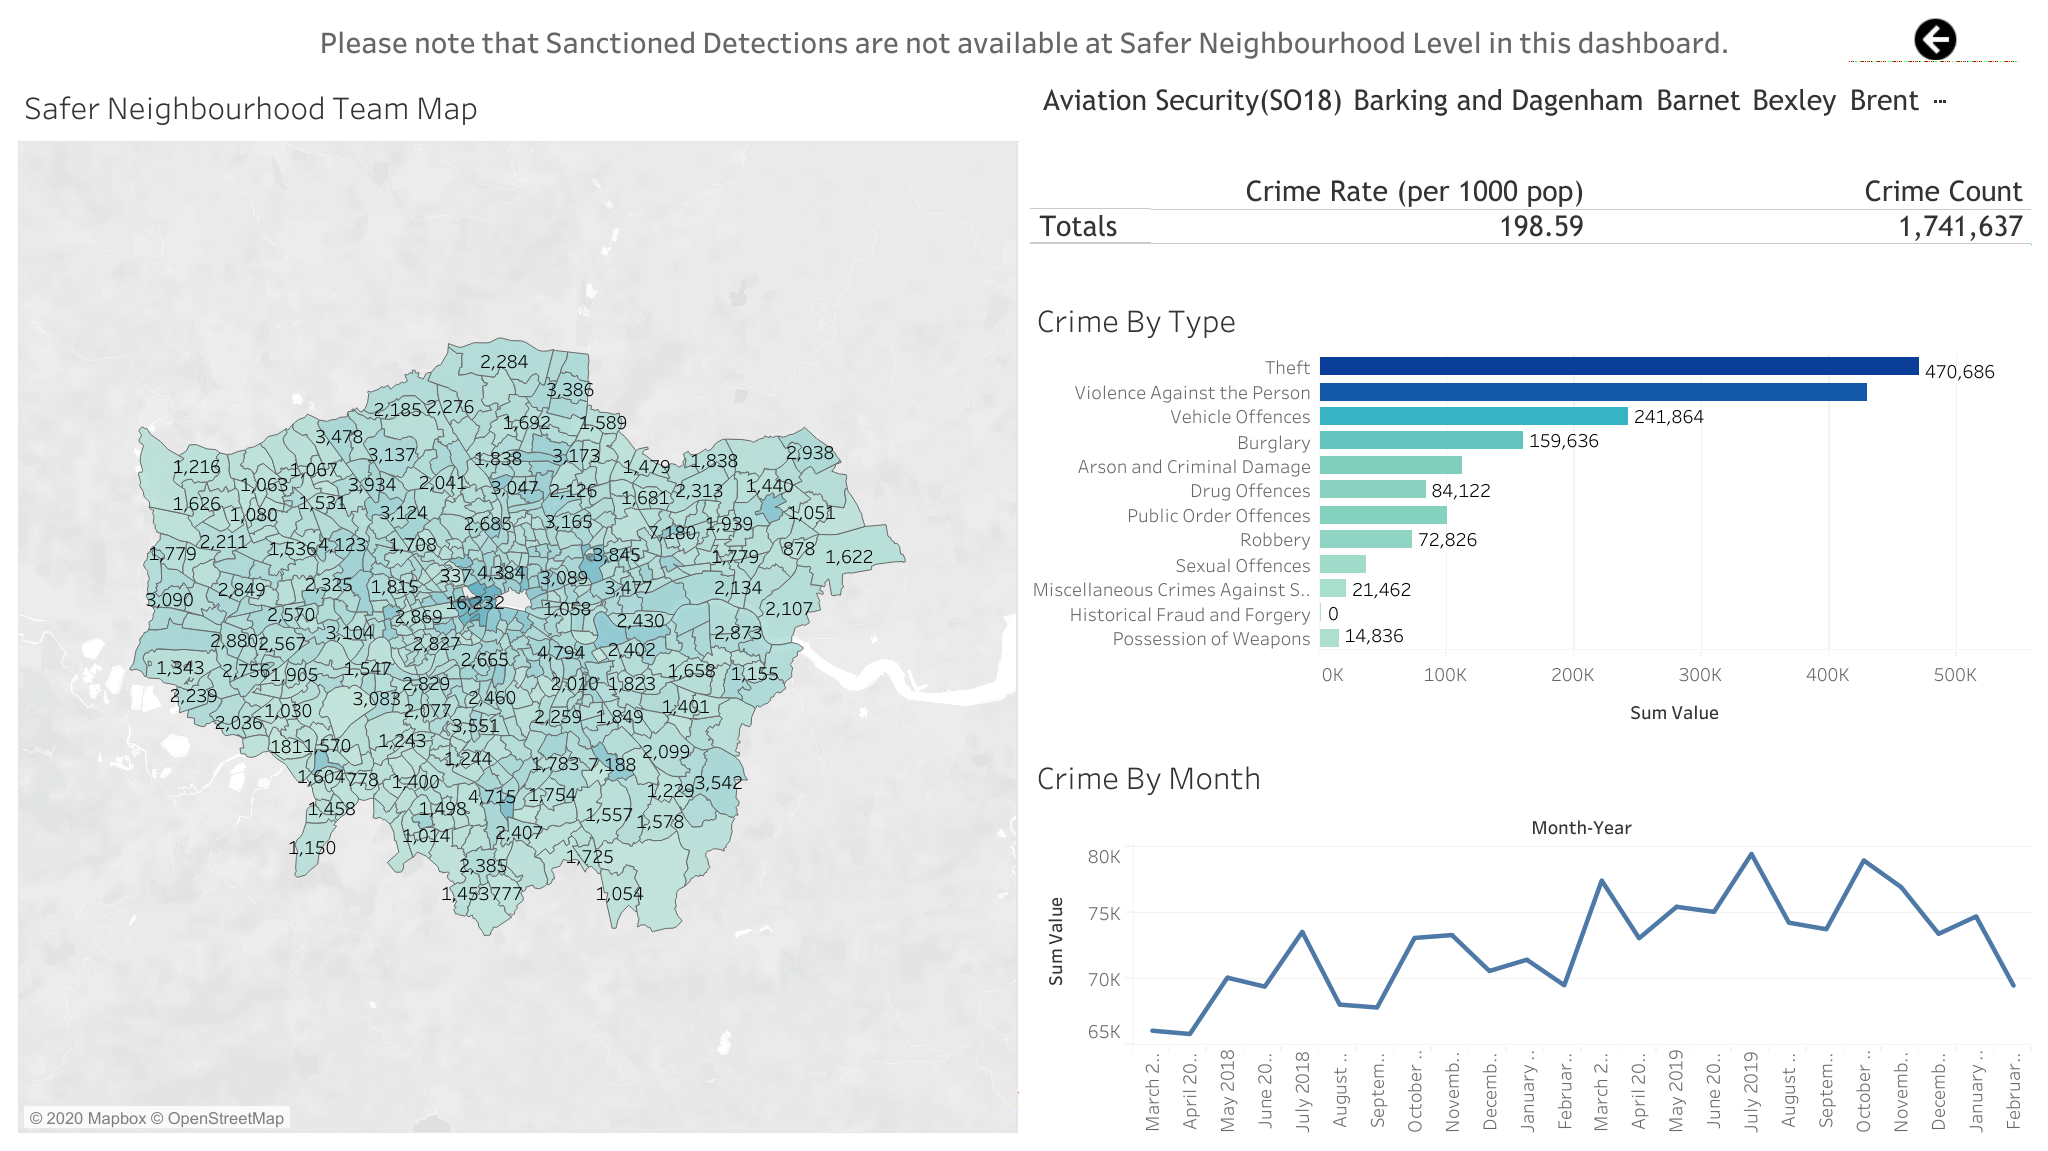 Please note that Sanctioned Detections are not available at Safer Neighbourhood Level in this dashboard.
Safer Neighbourhood Team Map
2,284
3,386
2,185 2,276
1,692 1,589
3,478
3,137 1,838 3,173
1,479 1,838 2,938
1,216 1,067
1,063 3,934 2,041 3,047 2,126 1,681 2,313 1,440
1,626 1,080 1,531 3,124 1,051
2,685 3,165 7,180 1,939
2,211 1,536 4,123 1,708
1,779 3,845 1,779 878 1,622
337 4,384 3,089
2,849 2,325 1,815 3,477 2,134
3,090 2,570 2,869 16,232 1,058 2,107
2,430
3,104 2,873
2,880 2,567 2,827 4,794 2,402
1,343 2,756 1,905 1,547 2,665 1,658 1,155
2,239 3,083 2,829 2,460 2,010 1,823
2,036 1,030 2,077 3,551 2,259 1,849 1,401
181 1,570 1,243 1,244 1,783 7,188 2,099
1,604 778 1,400 3,542
1,458 1,498 4,715 1,754 1,557 1,229
1,014 2,407 1,578
1,150 2,385 1,725
1,453 777 1,054
© 2020 Mapbox © OpenStreetMap
Aviation Security(SO18) Barking and Dagenham Barnet Bexley Brent ...
Crime Rate (per 1000 pop) Crime Count
Totals 198.59 1,741,637
Crime By Type
Theft 470,686
Violence Against the Person
Vehicle Offences 241,864
Burglary 159,636
Arson and Criminal Damage
Drug Offences 84,122
Public Order Offences
Robbery 72,826
Sexual Offences
Miscellaneous Crimes Against S.. 21,462
Historical Fraud and Forgery 0
Possession of Weapons 14,836
0K 100K 200K 300K 400K 500K
Sum Value
Crime By Month
Month-Year
Sum Value
80K
75K
70K
65K
March 2..
April 20..
May 2018
June 20..
July 2018
August ..
Septem..
October ..
Novemb..
Decemb..
January ..
Februar..
March 2..
April 20..
May 2019
June 20..
July 2019
August ..
Septem..
October ..
Novemb..
Decemb..
January ..
Februar..